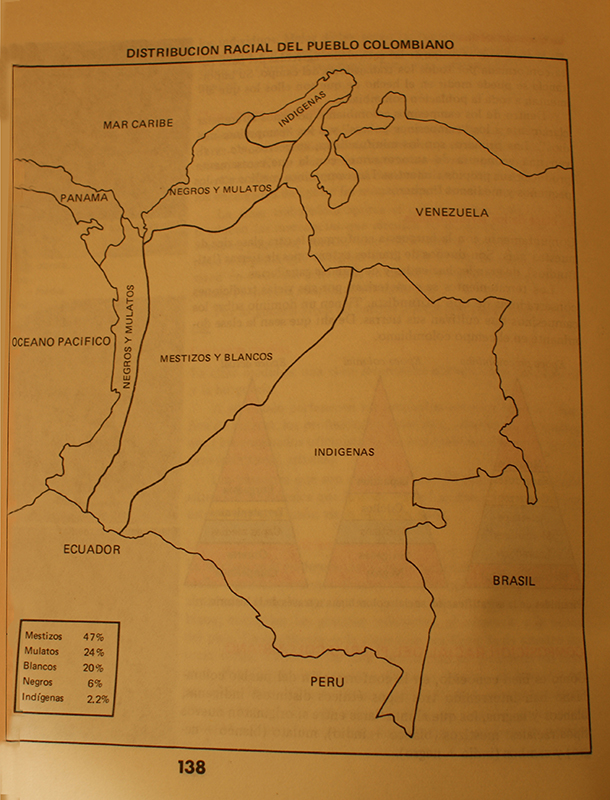 DISTRIBUCION RACIAL DEL PUEBLO COLOMBIANO
INDIGENAS
MAR CARIBE
NEGROS Y MULATOS
PANAMA
VENEZUELA
OCEANO PACIFICO
NEGROS Y MULATOS
MESTIZOS Y BLANCOS
INDIGENAS
ECUADOR
BRASIL
PERU
Mestizos 47%
Mulatos 24%
Blancos 20%
Negros 6%
Indígenas 2.2%
138